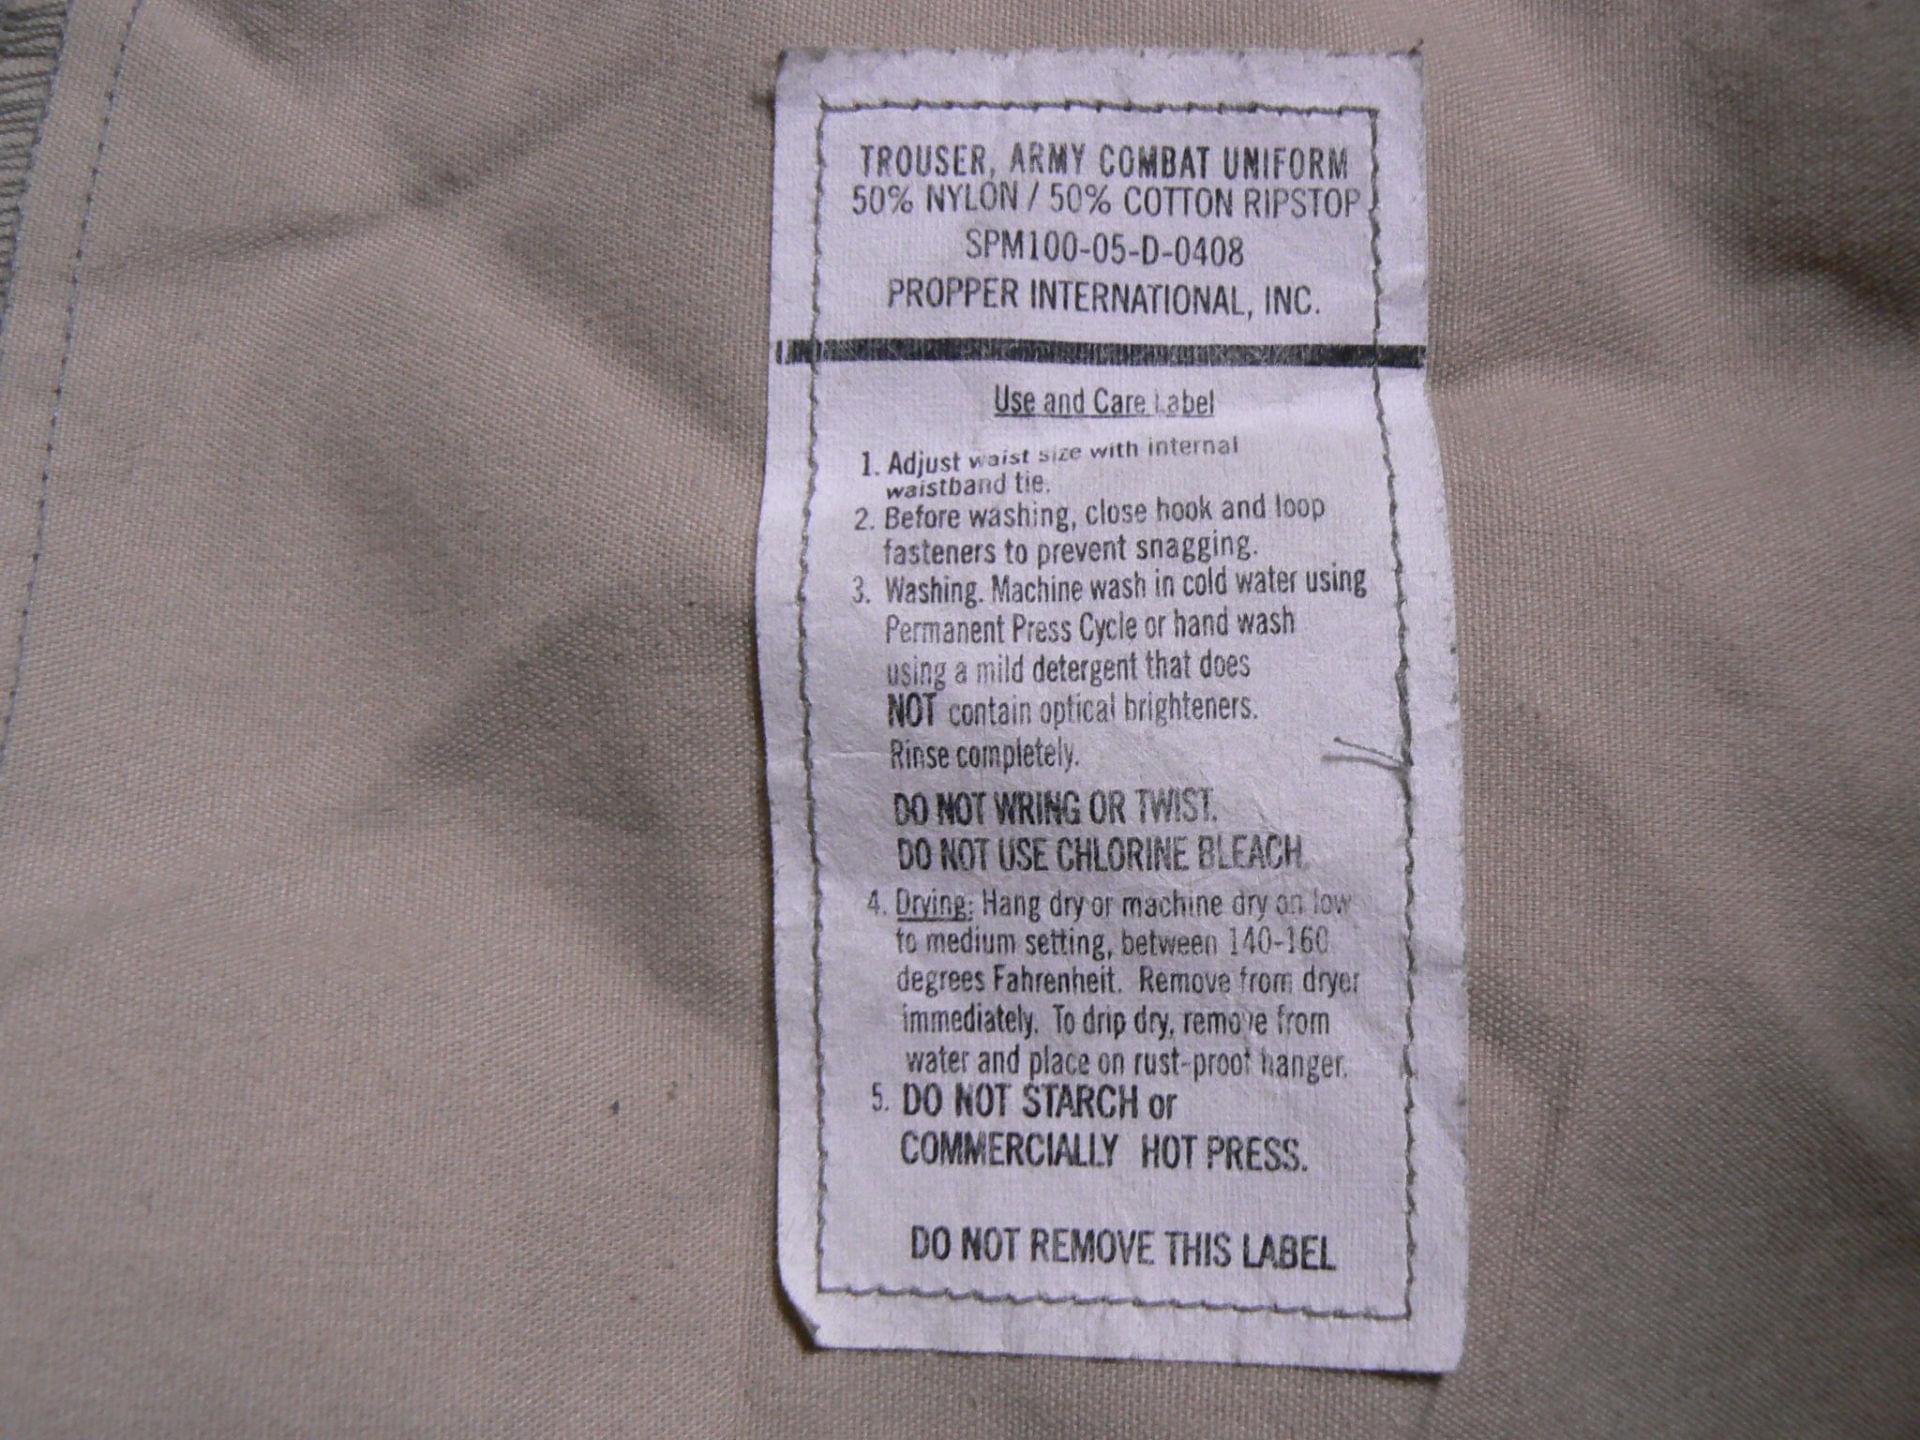 TROUSER, ARMY COMBAT UNIFORM
50% NYLON / 50% COTTON RIPSTOP
SPM100-05-D-0408
PROPPER INTERNATIONAL, INC.
Use and Care Label
1. Adjust waist size with internal
waistband tie.
2. Before washing, close hook and loop
fasteners to prevent snagging.
3. Washing. Machine wash in cold water using
Permanent Press Cycle or hand wash
using a mild detergent that does
NOT contain optical brighteners.
Rinse completely.
DO NOT WRING OR TWIST.
DO NOT USE CHLORINE BLEACH.
4. Drying: Hang dry or machine dry on low
to medium setting, between 140-160
degrees Fahrenheit. Remove from dryer
immediately. To drip dry, remove from
water and place on rust-proof hanger.
5. DO NOT STARCH or
COMMERCIALLY HOT PRESS.
DO NOT REMOVE THIS LABEL